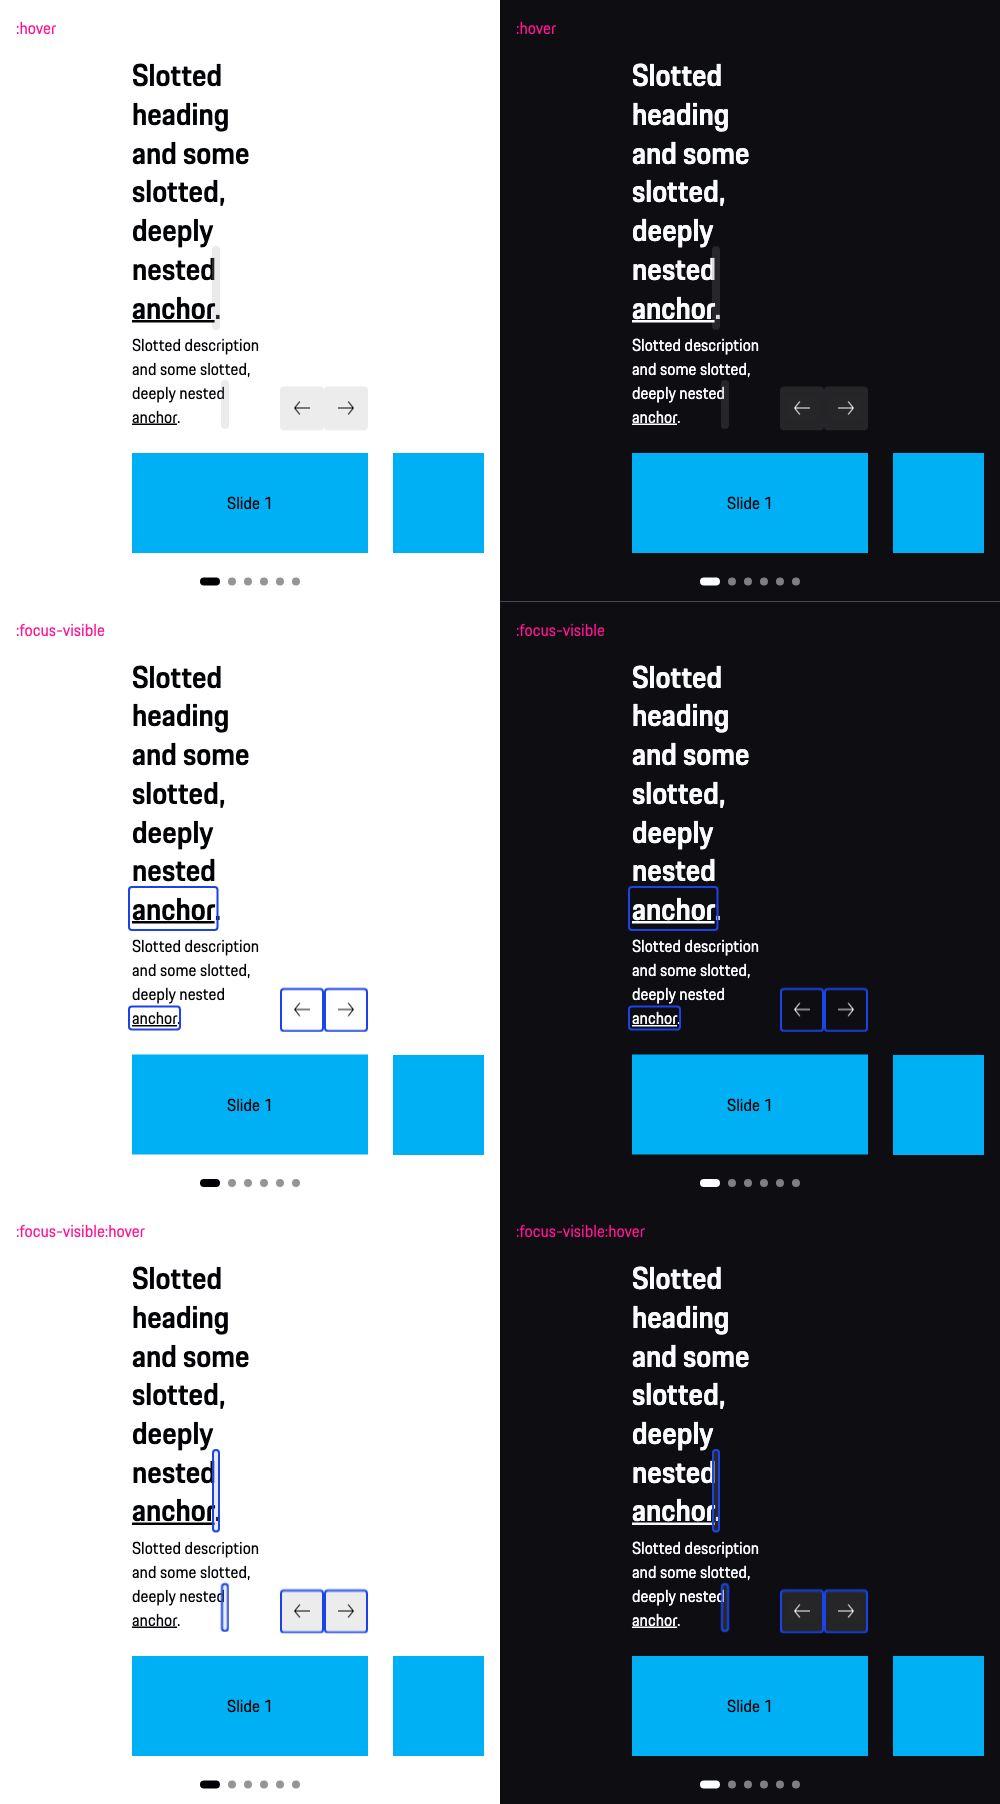 :hover
Slotted
heading
and some
slotted,
deeply
nested
anchor.
Slotted description
and some slotted,
deeply nested
anchor.
Slide 1
:hover
Slotted
heading
and some
slotted,
deeply
nested
anchor.
Slotted description
and some slotted,
deeply nested
anchor.
Slide 1
:focus-visible
Slotted
heading
and some
slotted,
deeply
nested
anchor.
Slotted description
and some slotted,
deeply nested
anchor.
Slide 1
:focus-visible
Slotted
heading
and some
slotted,
deeply
nested
anchor.
Slotted description
and some slotted,
deeply nested
anchor.
Slide 1
:focus-visible:hover
Slotted
heading
and some
slotted,
deeply
nested
anchor.
Slotted description
and some slotted,
deeply nested
anchor.
Slide 1
:focus-visible:hover
Slotted
heading
and some
slotted,
deeply
nested
anchor.
Slotted description
and some slotted,
deeply nested
anchor.
Slide 1